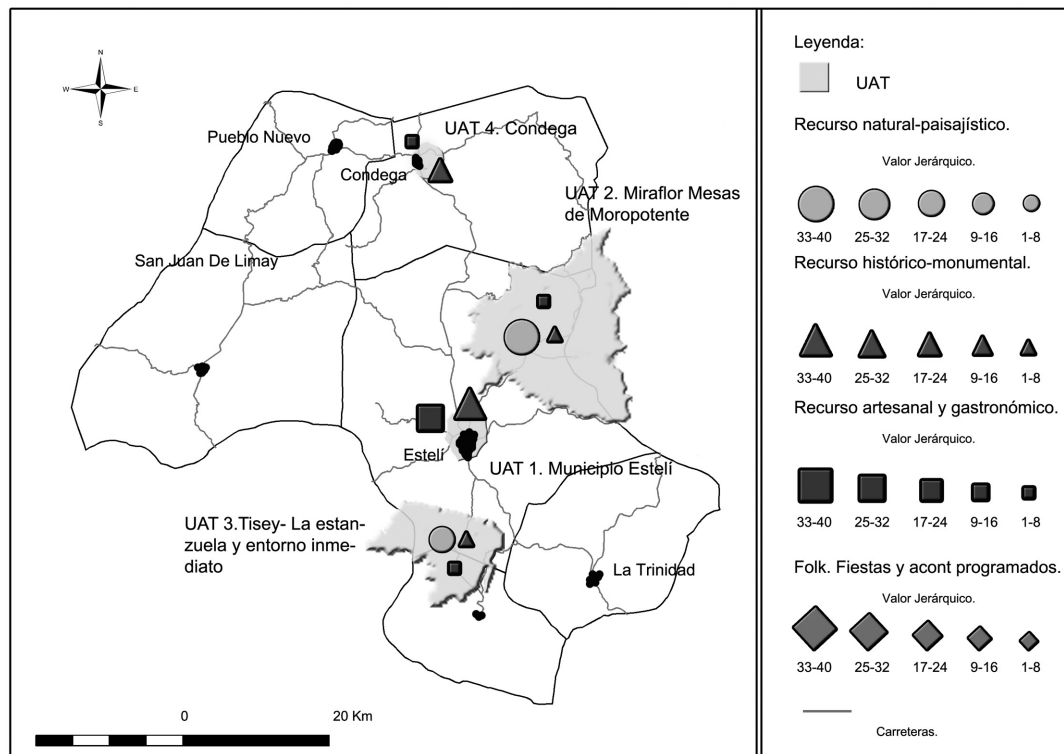 N
W
E
S
Pueblo Nuevo
UAT 4. Condega
Condega
UAT 2. Miraflor Mesas
de Moropotente
San Juan De Limay
Estelí
UAT 1. Municipio Estelí
UAT 3.Tisey- La estan-
zuela y entorno inme-
diato
La Trinidad
0
20 Km
Leyenda:
UAT
Recurso natural-paisajístico.
Valor Jerárquico.
33-40 25-32 17-24 9-16 1-8
Recurso histórico-monumental.
Valor Jerárquico.
33-40 25-32 17-24 9-16 1-8
Recurso artesanal y gastronómico.
Valor Jerárquico.
33-40 25-32 17-24 9-16 1-8
Folk. Fiestas y acont programados.
Valor Jerárquico.
33-40 25-32 17-24 9-16 1-8
Carreteras.